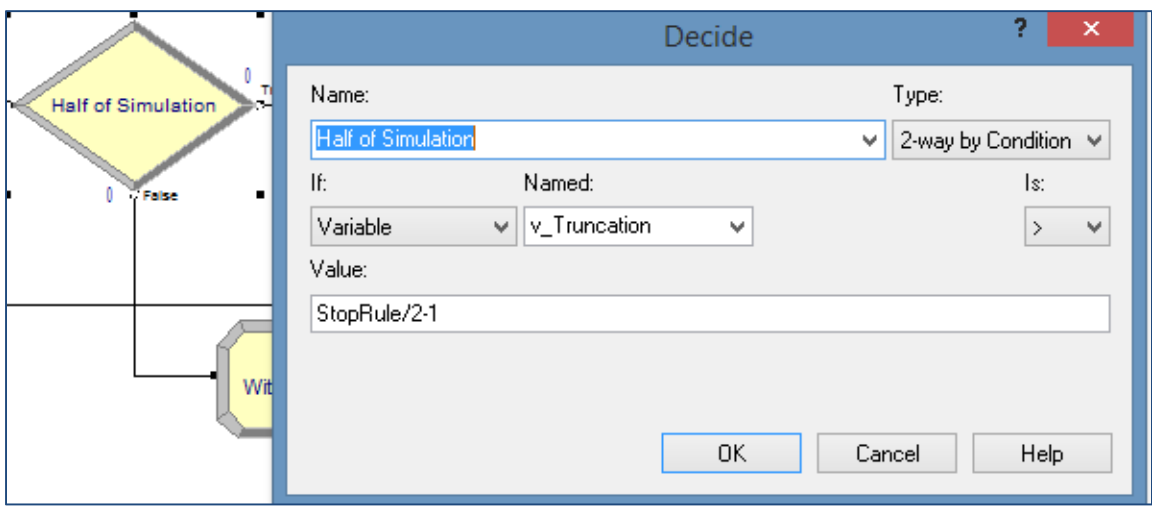 Half of Simulation
0
0
False
Wit
Decide
?
×
Name:
Type:
Half of Simulation
2-way by Condition
If:
Named:
Is:
Variable
v_Truncation
>
Value:
StopRule/2-1
OK
Cancel
Help